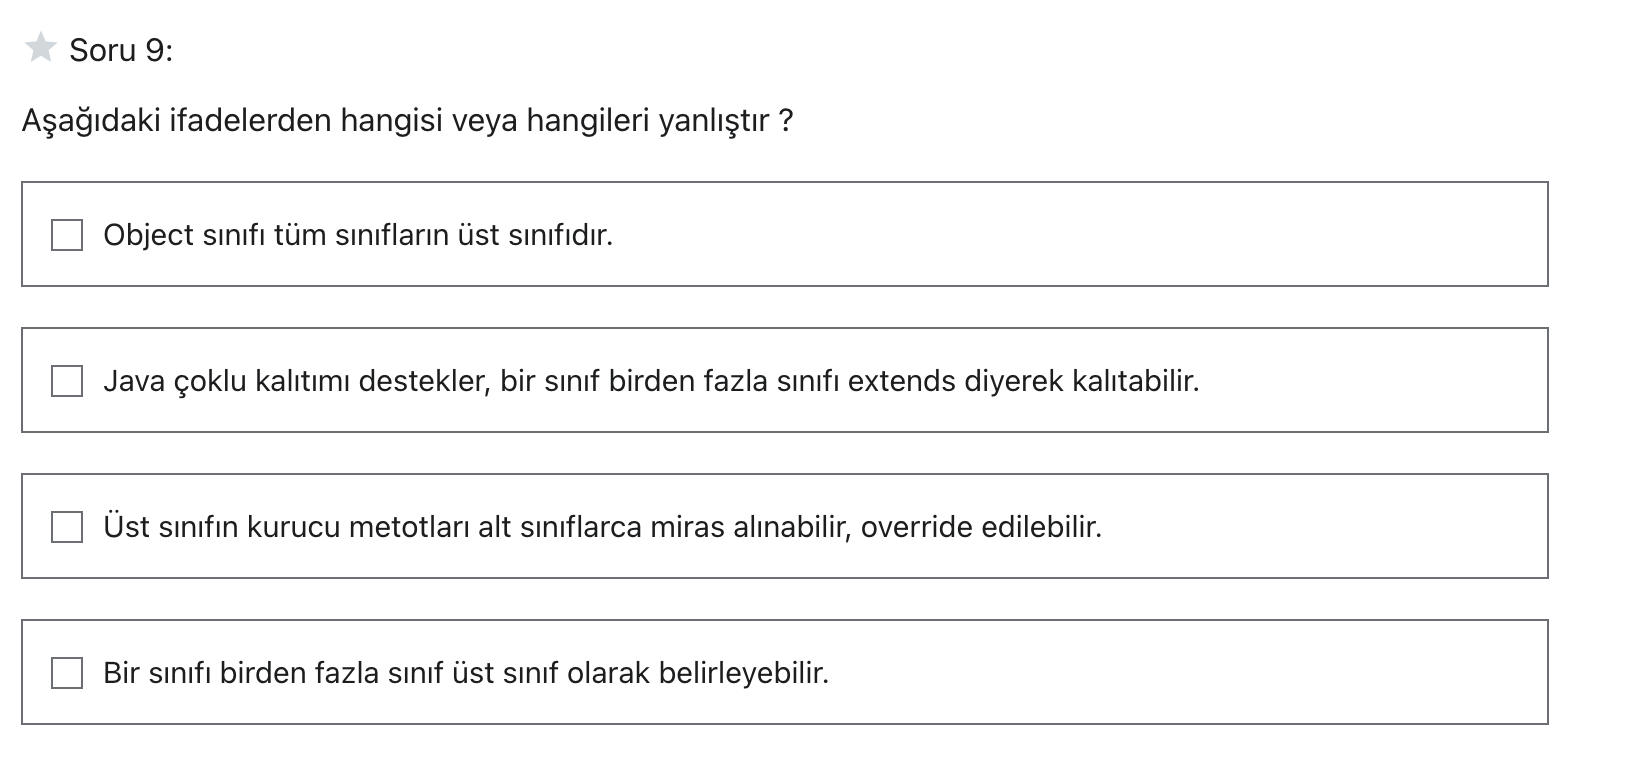 Soru 9:
Aşağıdaki ifadelerden hangisi veya hangileri yanlıştır ?
Object sınıfı tüm sınıfların üst sınıfıdır.
Java çoklu kalıtımı destekler, bir sınıf birden fazla sınıfı extends diyerek kalıtabilir.
Üst sınıfın kurucu metotları alt sınıflarca miras alınabilir, override edilebilir.
Bir sınıfı birden fazla sınıf üst sınıf olarak belirleyebilir.